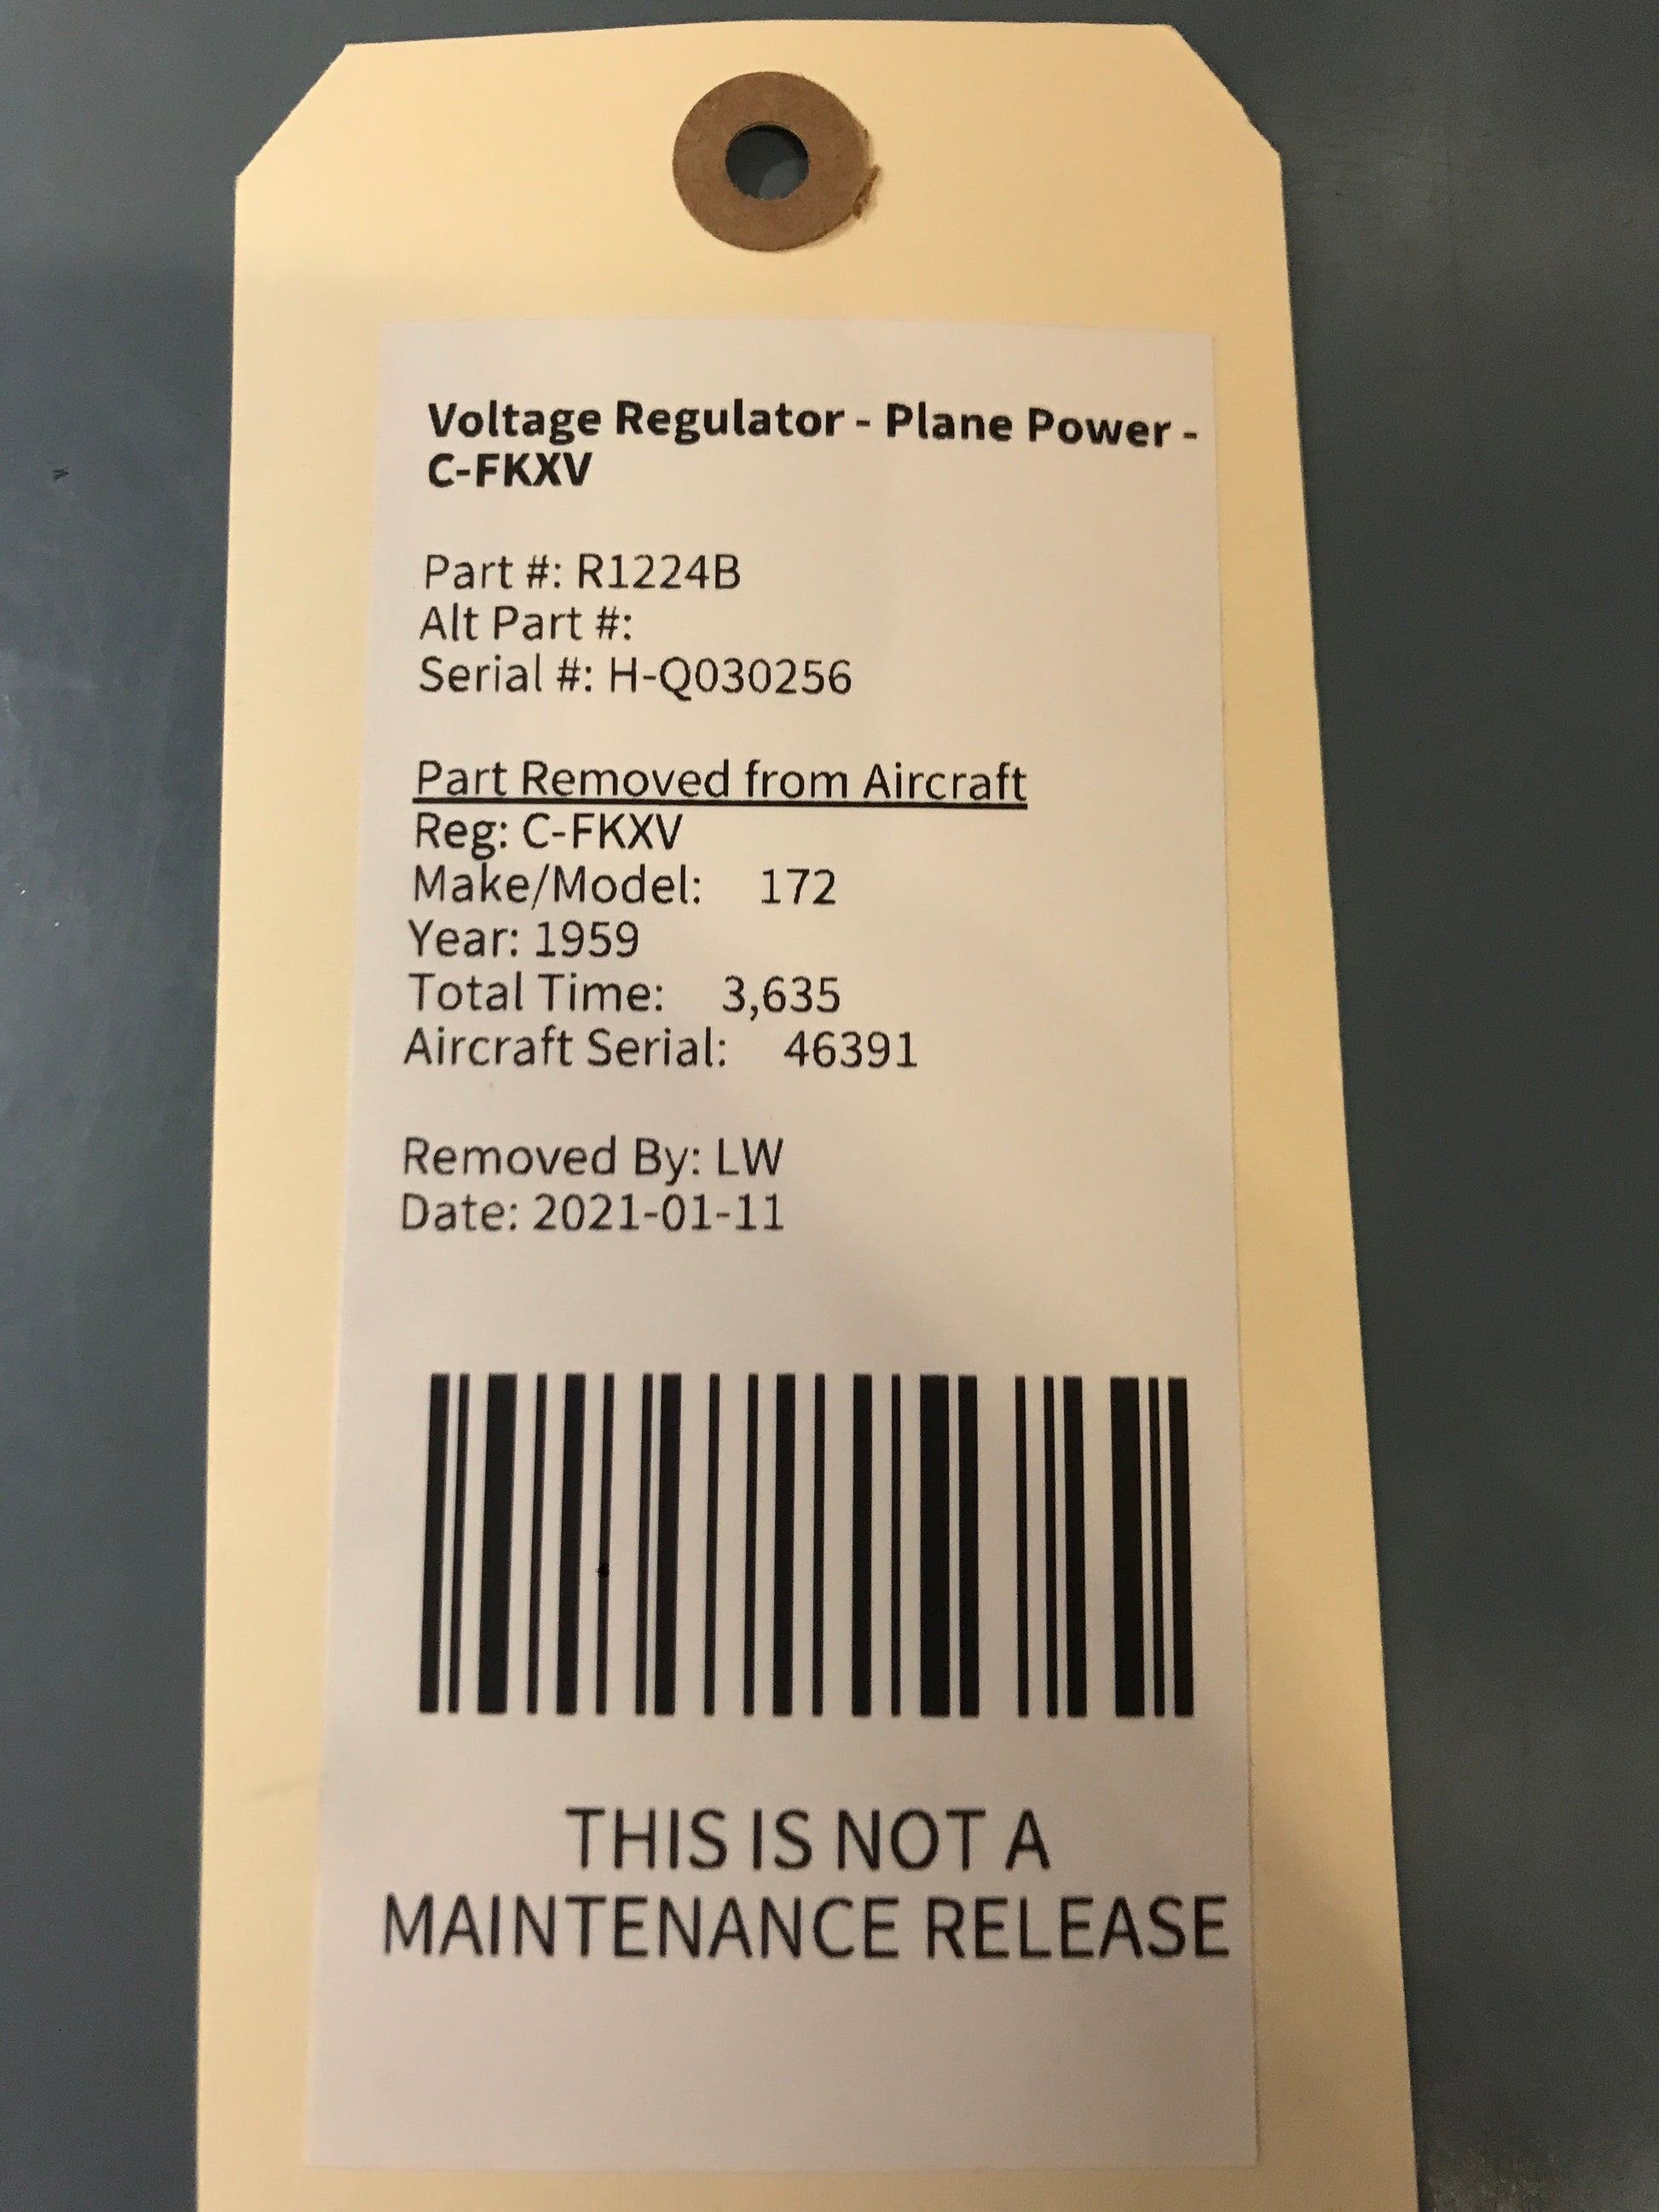 Voltage Regulator - Plane Power -
C-FKXV
Part #: R1224B
Alt Part #:
Serial #: H-Q030256
Part Removed from Aircraft
Reg: C-FKXV
Make/Model: 172
Year: 1959
Total Time: 3,635
Aircraft Serial: 46391
Removed By: LW
Date: 2021-01-11
THIS IS NOT A
MAINTENANCE RELEASE